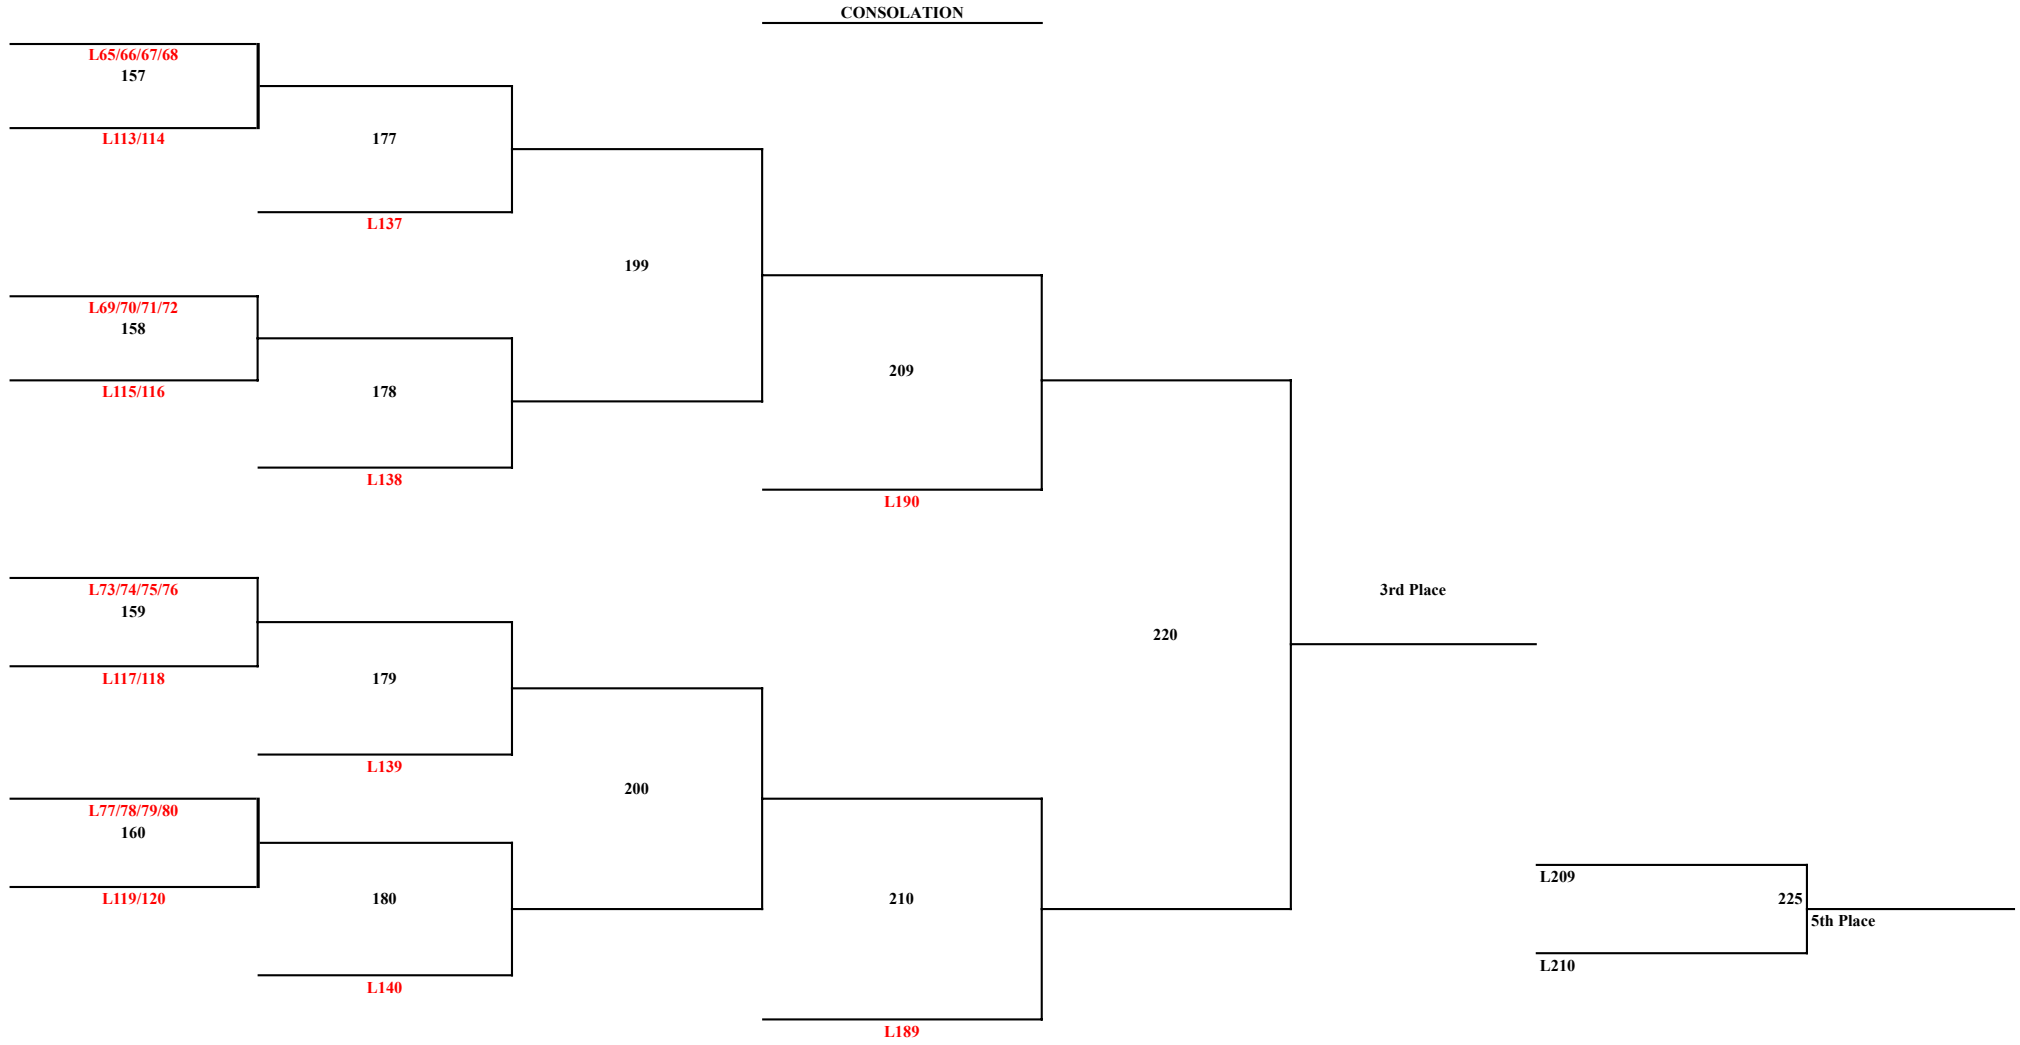 CONSOLATION
L65/66/67/68
157
L113/114
177
L137
199
L69/70/71/72
158
L115/116
178
L138
209
L190
L73/74/75/76
159
L117/118
179
L139
200
L77/78/79/80
160
L119/120
180
L140
210
L189
220
3rd Place
L209
225
5th Place
L210